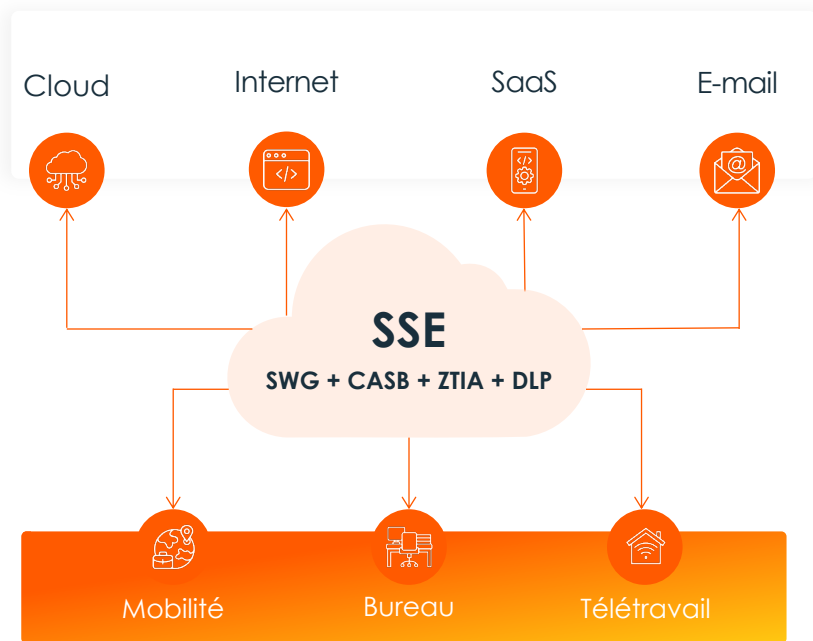 Cloud
Internet
SaaS
E-mail
</>
</>
@
SSE
SWG + CASB + ZTIA + DLP
Mobilité
Bureau
Télétravail